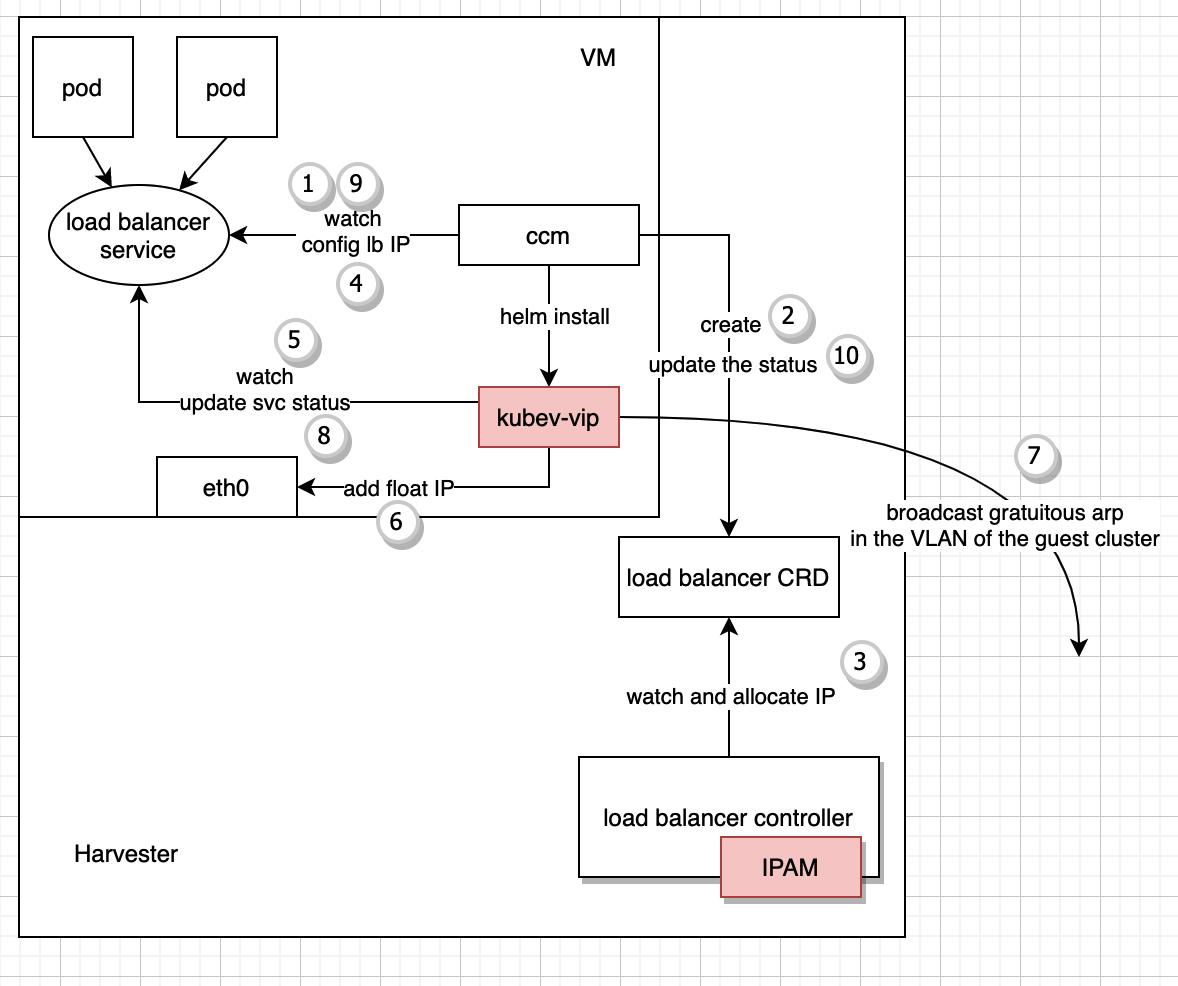 VM
pod
pod
1
9
load balancer
service
watch
config lb IP
4
ccm
helm install
create
2
update the status
10
5
watch
update svc status
8
kubev-vip
7
eth0
add float IP
6
broadcast gratuitous arp
in the VLAN of the guest cluster
load balancer CRD
3
watch and allocate IP
load balancer controller
IPAM
Harvester